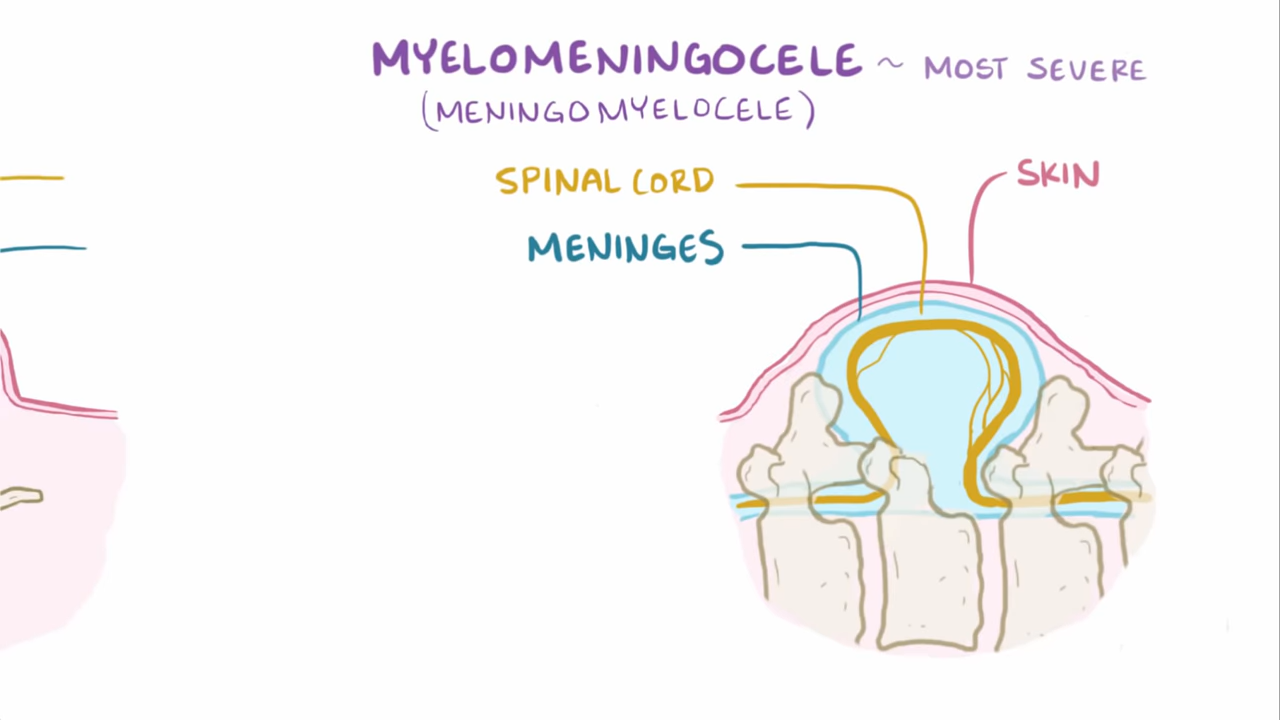 MYELOMENINGOCELE ~ MOST SEVERE
(MENINGOMYELOCELE)
SPINAL CORD
SKIN
MENINGES